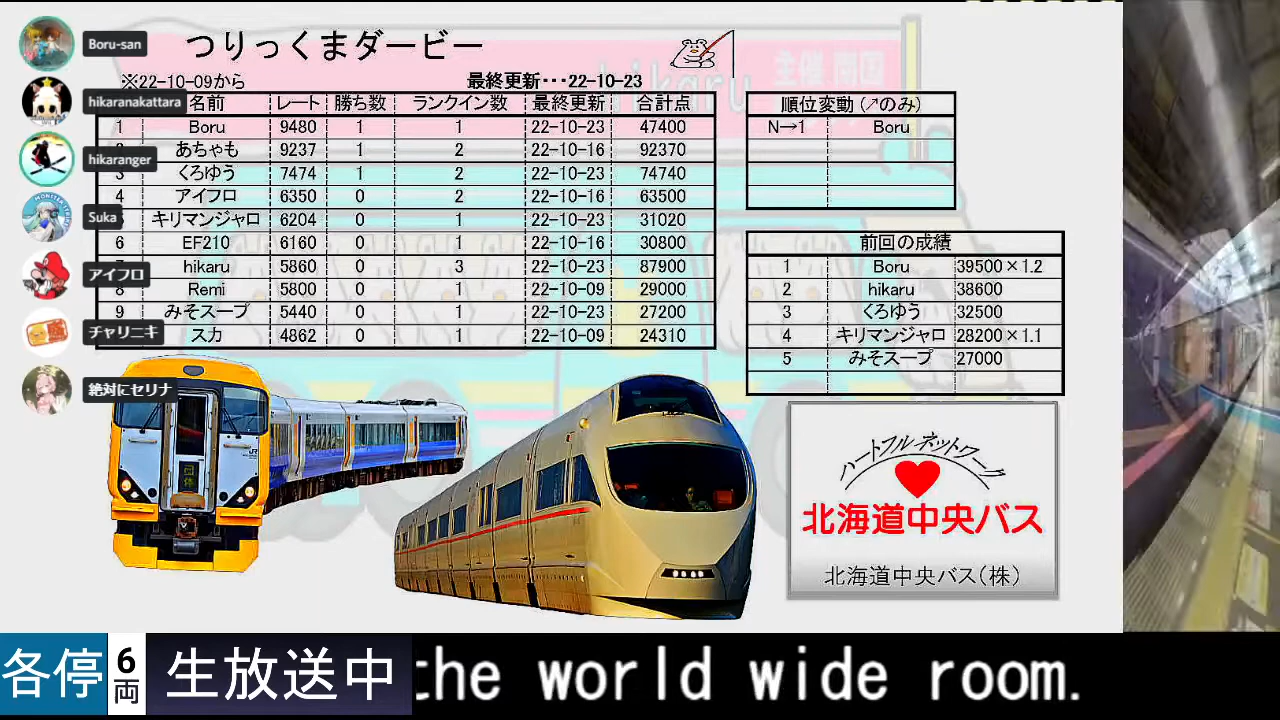 つりっくまダービー
※22-10-09から
最終更新・・・22-10-23
名前 レート 勝ち数 ランクイン数 最終更新 合計点
1 Boru 9480 1 1 22-10-23 47400
あちゃも 9237 1 2 22-10-16 92370
3 くろゆう 7474 1 2 22-10-23 74740
4 アイフロ 6350 0 2 22-10-16 63500
キリマンジャロ 6204 0 1 22-10-23 31020
6 EF210 6160 0 1 22-10-16 30800
7 hikaru 5860 0 3 22-10-23 87900
8 Remi 5800 0 1 22-10-09 29000
9 みそスープ 5440 0 1 22-10-23 27200
スカ 4862 0 1 22-10-09 24310
Boru-san
hikaranakattara
hikaranger
Suka
アイフロ
チャリニキ
絶対にセリナ
順位変動(↗のみ)
N→1 Boru
前回の成績
1 Boru 39500×1.2
2 hikaru 38600
3 くろゆう 32500
4 キリマンジャロ 28200×1.1
5 みそスープ 27000
hikaru
主催 南国
団体
JR
ハートフル・ネットワーク
北海道中央バス
北海道中央バス(株)
各停
6両
生放送中
the world wide room.